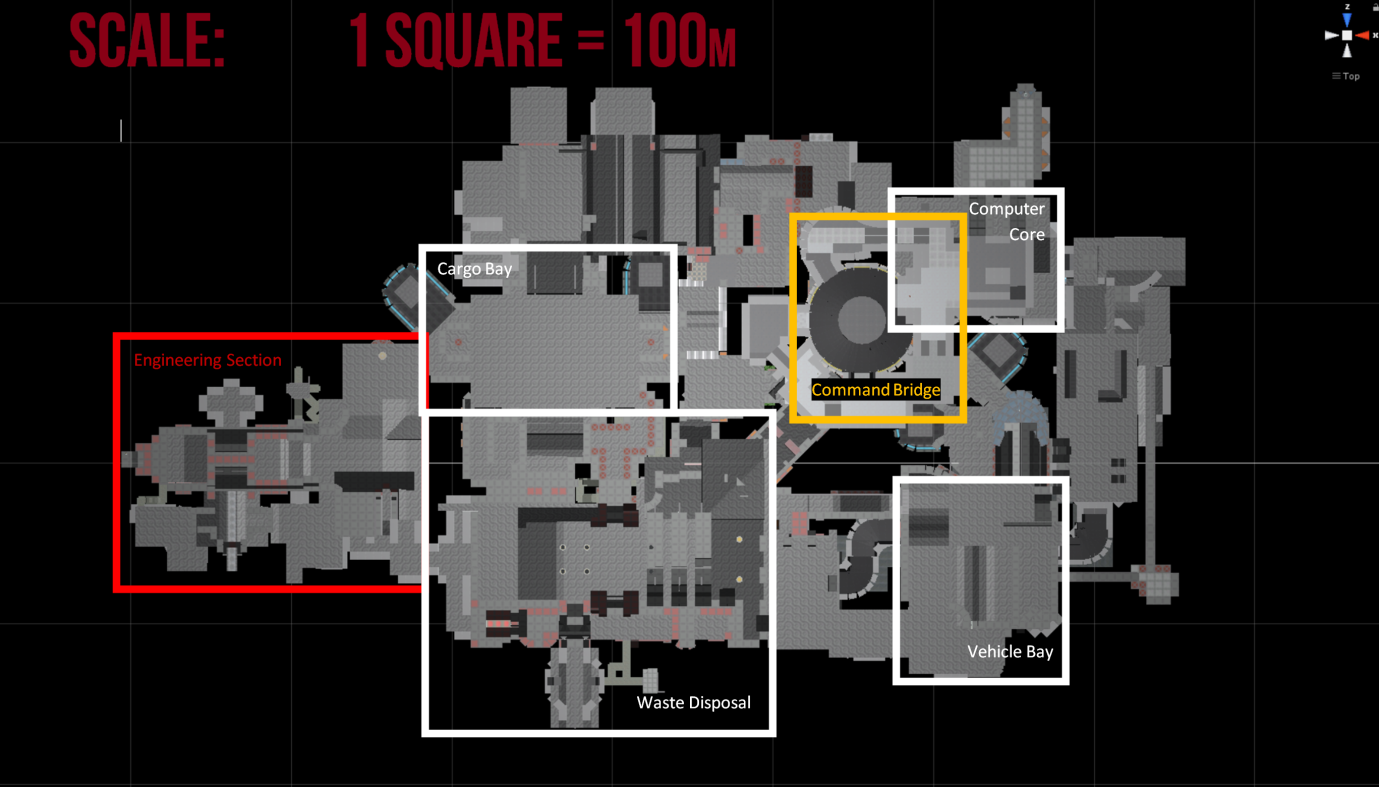 SCALE: 1 SQUARE = 100M
z
x
Top
Computer
Core
Cargo Bay
Engineering Section
Command Bridge
Vehicle Bay
Waste Disposal